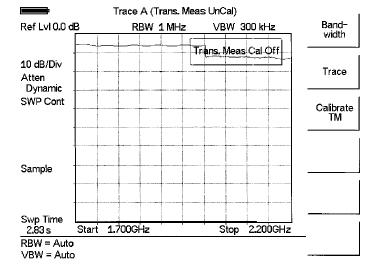 Trace A (Trans. Meas UnCal)
Ref Lvl 0.0 dB RBW 1 MHz VBW 300 kHz
Trans. Meas Cal Off
10 dB/Div
Atten
Dynamic
SWP Cont
Sample
Swp Time
2.83 s
Start 1.700GHz Stop 2.200GHz
RBW = Auto
VBW = Auto
Band-
width
Trace
Calibrate
TM